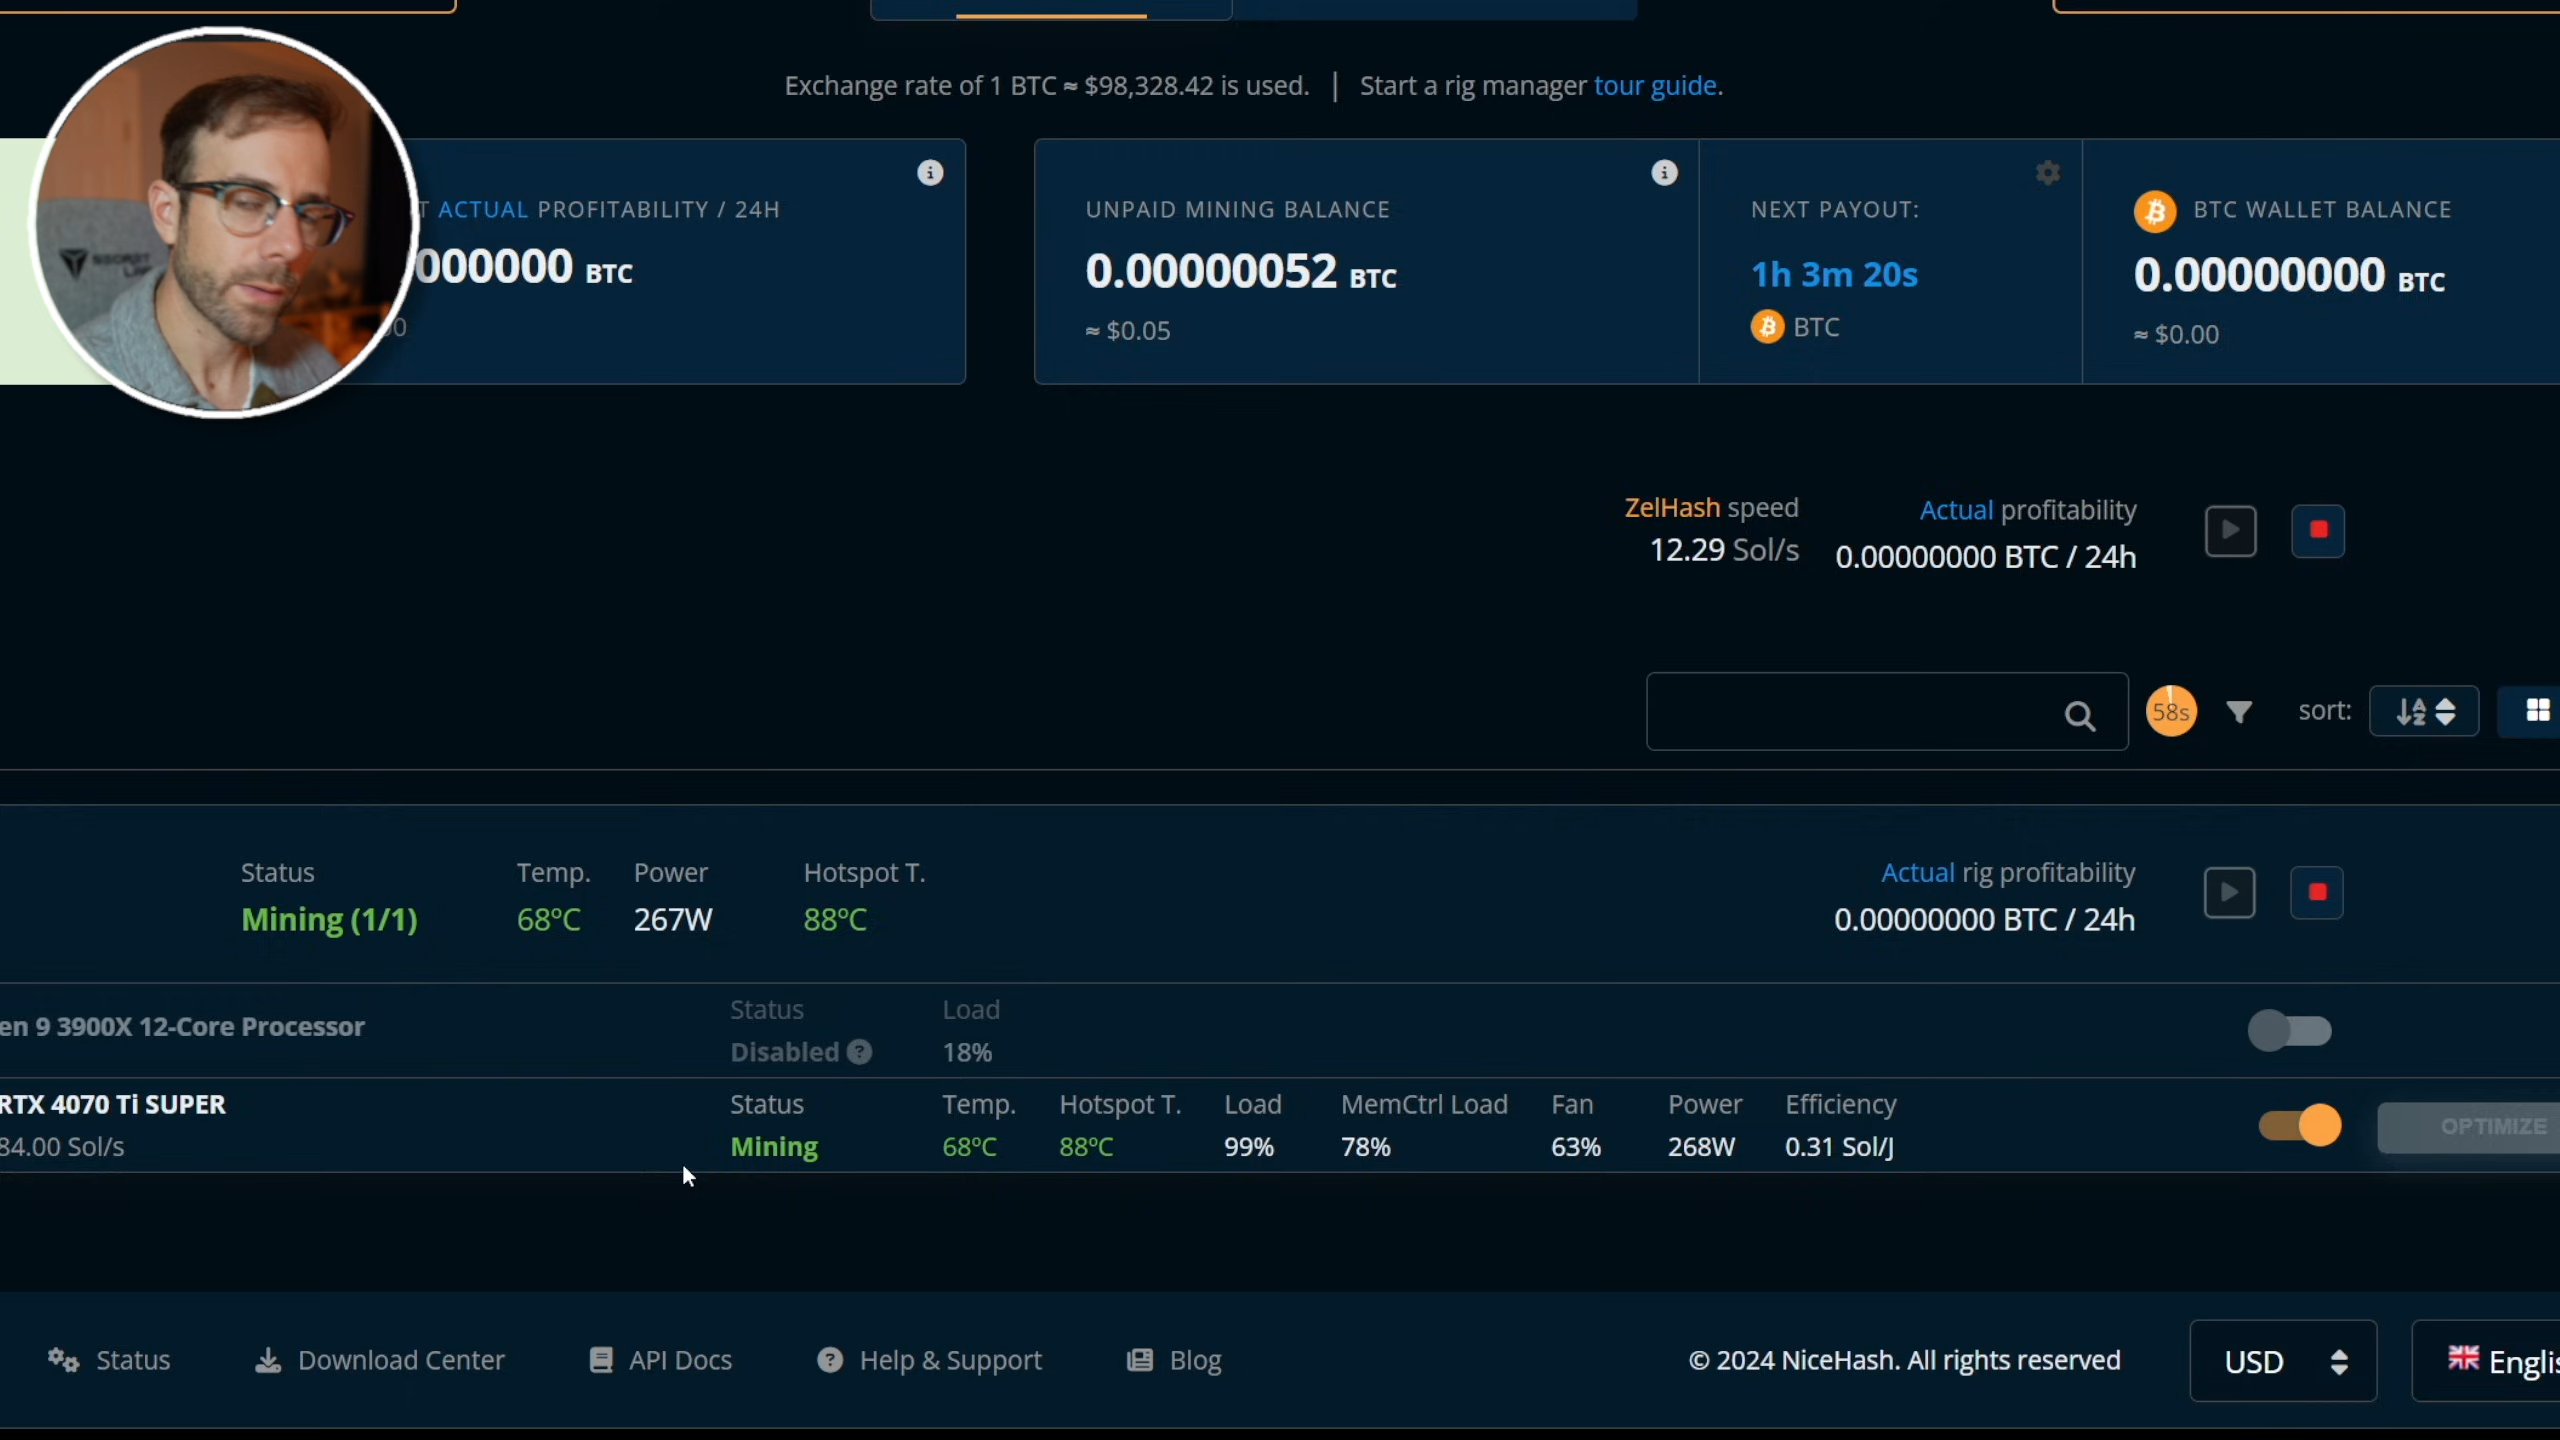 Exchange rate of 1 BTC ≈ $98,328.42 is used. | Start a rig manager tour guide.
T ACTUAL PROFITABILITY / 24H
000000 BTC
UNPAID MINING BALANCE
0.00000052 BTC
≈ $0.05
NEXT PAYOUT:
1h 3m 20s
BTC
BTC WALLET BALANCE
0.00000000 BTC
≈ $0.00
ZelHash speed
12.29 Sol/s
Actual profitability
0.00000000 BTC / 24h
58s
sort:
Status
Mining (1/1)
Temp.
68°C
Power
267W
Hotspot T.
88°C
Actual rig profitability
0.00000000 BTC / 24h
en 9 3900X 12-Core Processor
Status
Disabled
Load
18%
RTX 4070 Ti SUPER
84.00 Sol/s
Status
Mining
Temp.
68°C
Hotspot T.
88°C
Load
99%
MemCtrl Load
78%
Fan
63%
Power
268W
Efficiency
0.31 Sol/J
OPTIMIZE
Status
Download Center
API Docs
Help & Support
Blog
© 2024 NiceHash. All rights reserved
USD
Englis